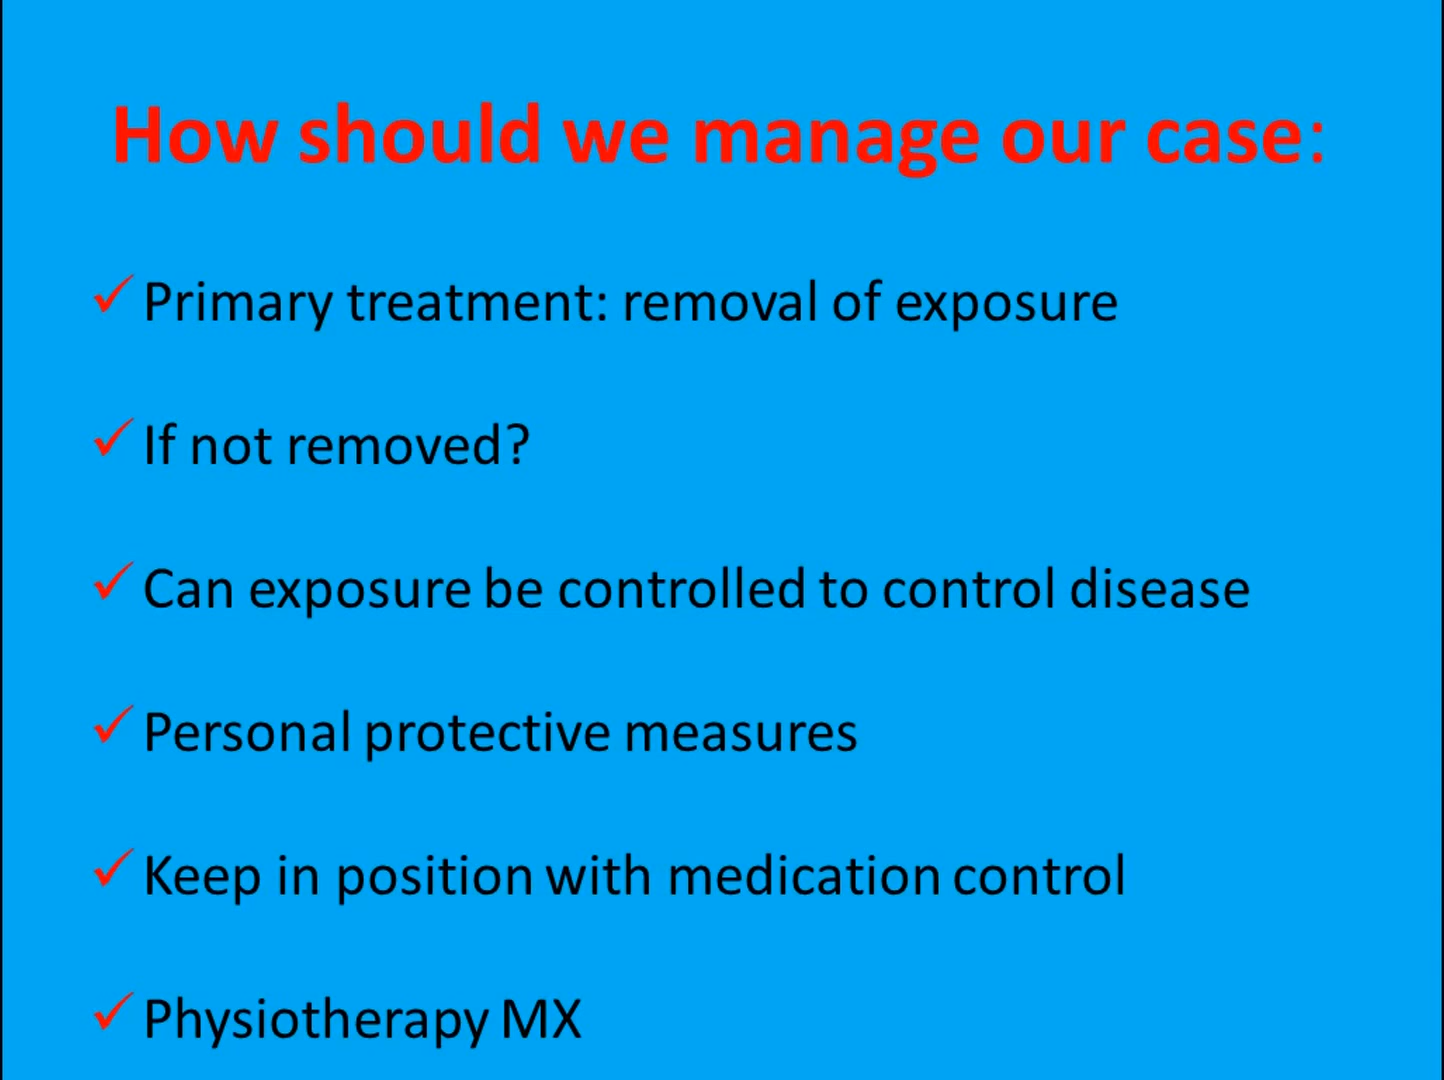 How should we manage our case:
✓ Primary treatment: removal of exposure
✓ If not removed?
✓ Can exposure be controlled to control disease
✓ Personal protective measures
✓ Keep in position with medication control
✓ Physiotherapy MX